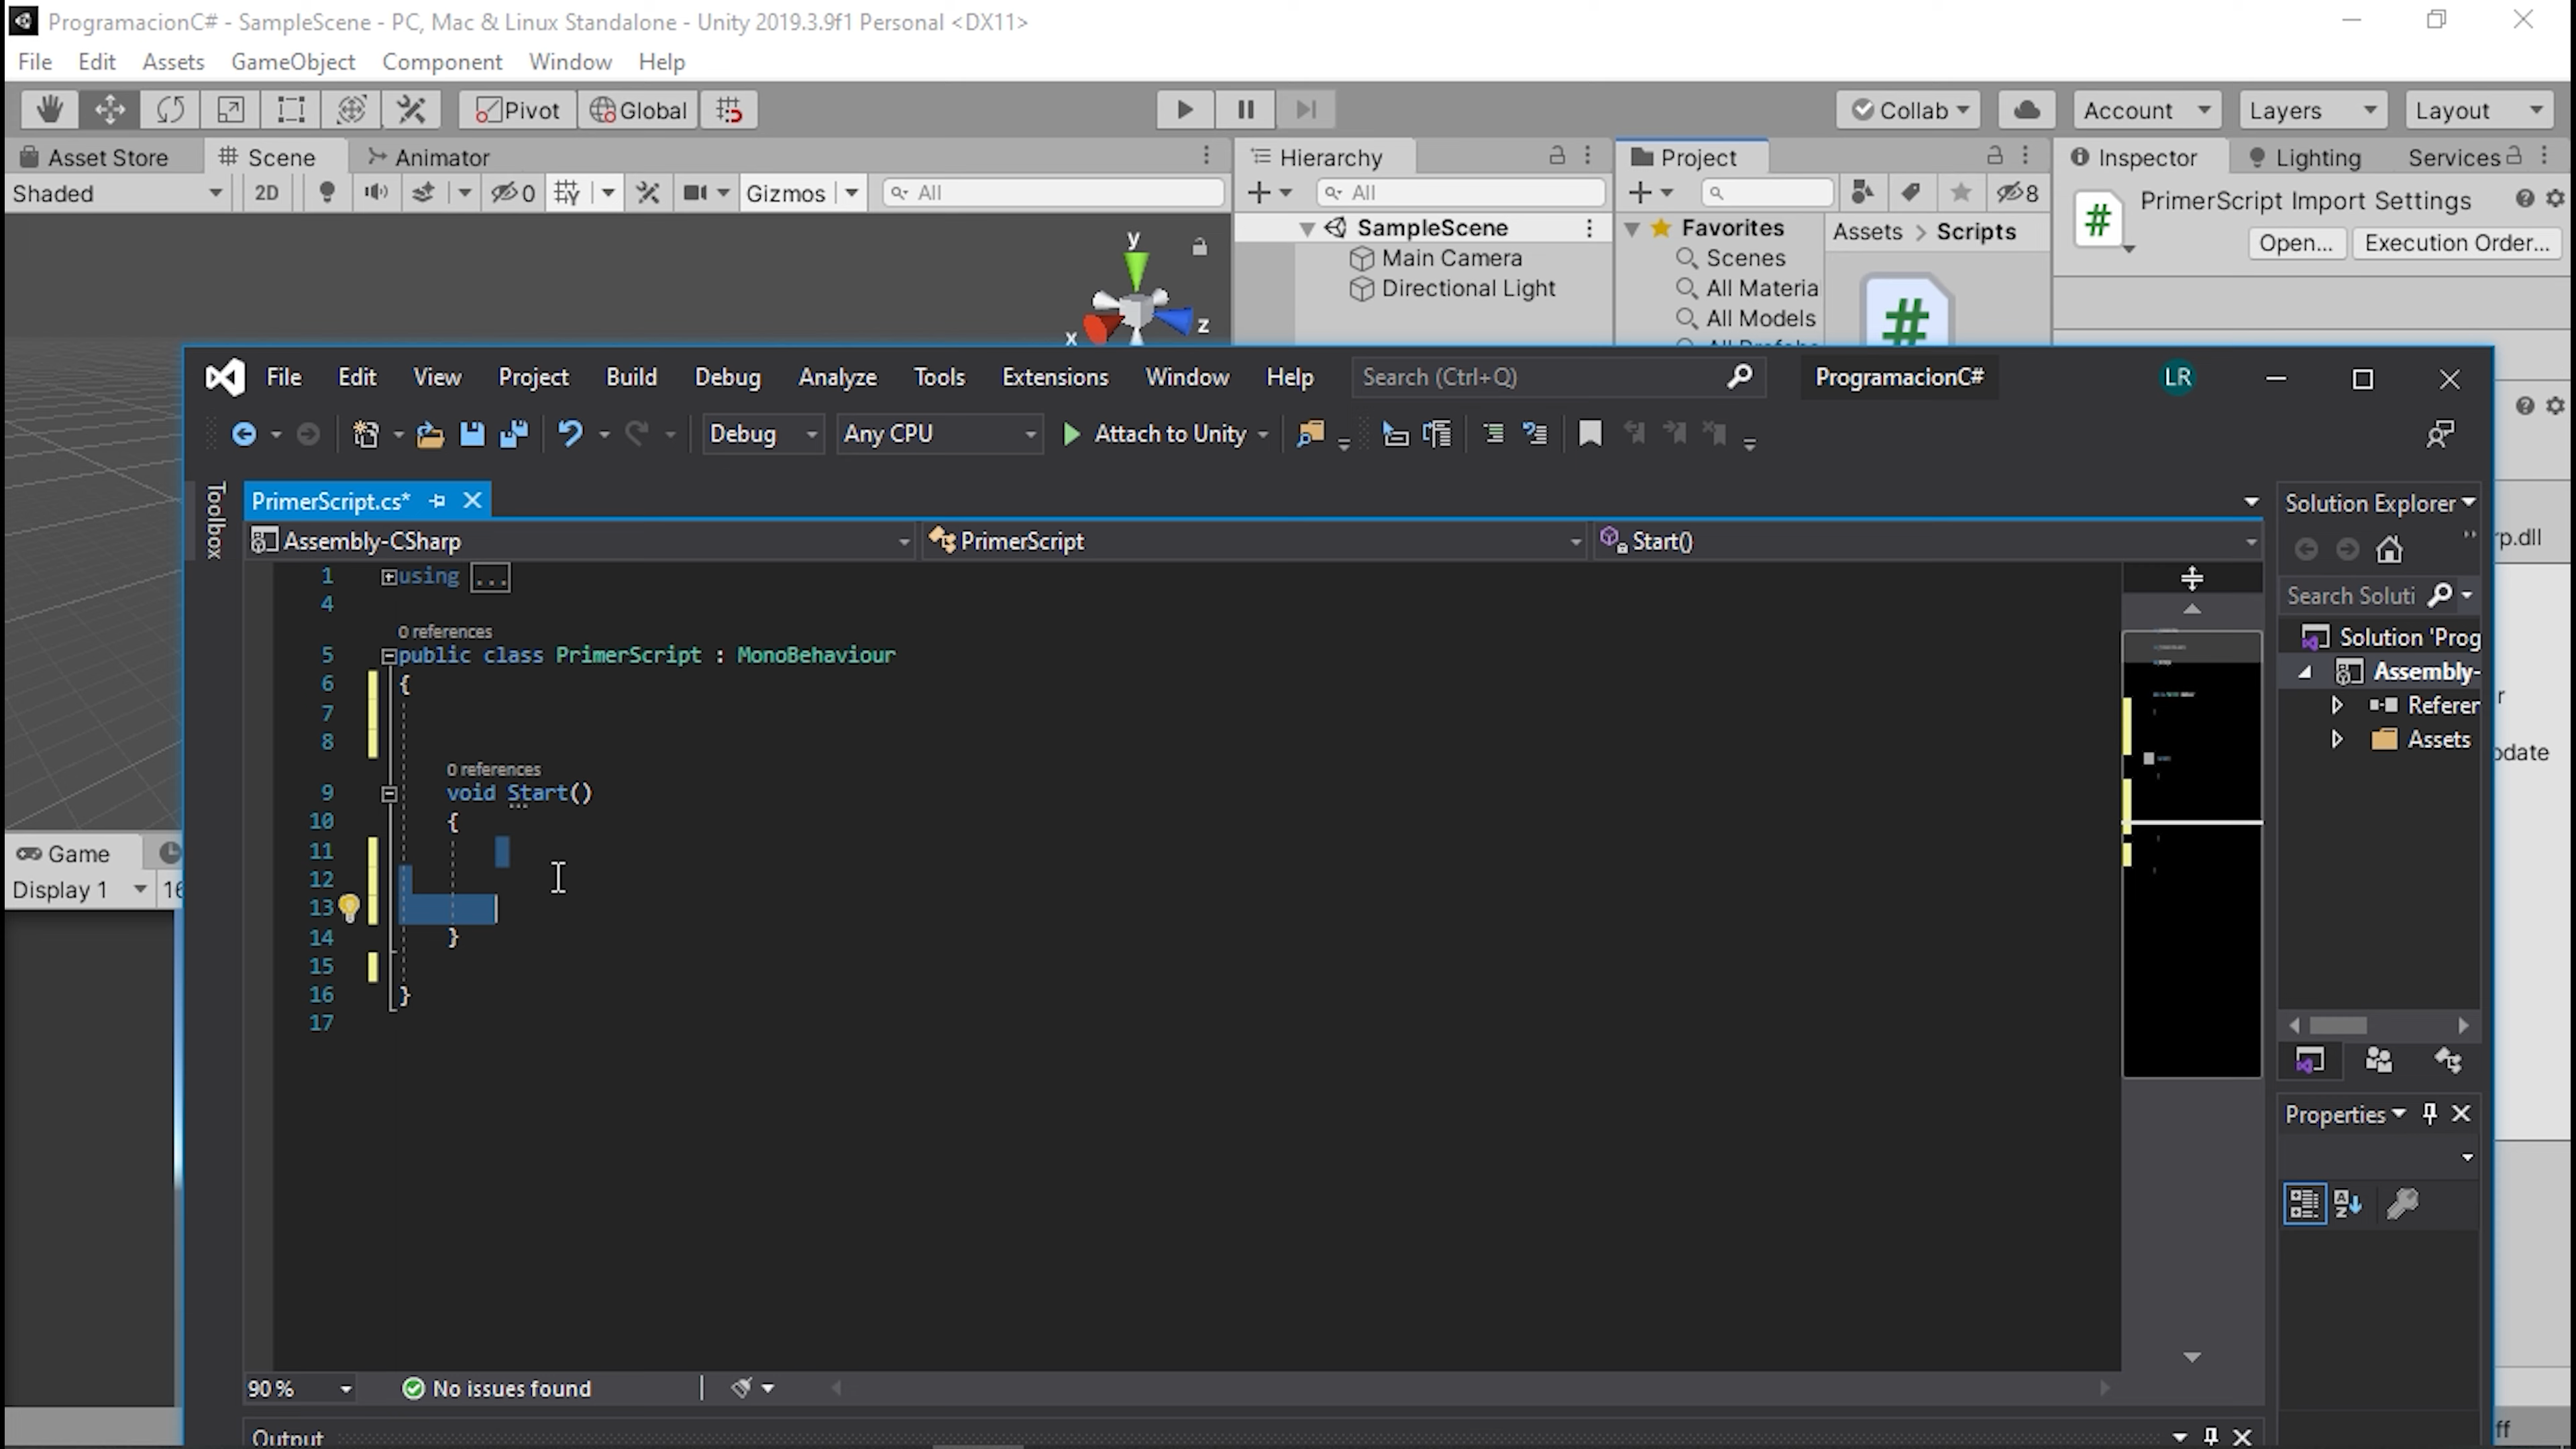 ProgramacionC# - SampleScene - PC, Mac & Linux Standalone - Unity 2019.3.9f1 Personal <DX11>
File Edit Assets GameObject Component Window Help
Pivot Global Collab Account Layers Layout
Asset Store Scene Animator Hierarchy Project Inspector Lighting Services
Shaded 2D 0 Gizmos All All 8 PrimerScript Import Settings
Open... Execution Order...
SampleScene Favorites Assets > Scripts
Main Camera Scenes
Directional Light All Materia
All Models
y
x
z
#
#
File Edit View Project Build Debug Analyze Tools Extensions Window Help Search (Ctrl+Q) ProgramacionC# LR
Debug Any CPU Attach to Unity
Toolbox
PrimerScript.cs*
Assembly-CSharp PrimerScript Start()
1 using ...
4
0 references
5 public class PrimerScript : MonoBehaviour
6 {
7
8
0 references
9 void Start()
10 {
11
12
13
14 }
15
16 }
17
Solution Explorer
rp.dll
Search Soluti
Solution 'Prog
Assembly-
Referer
Assets
r
pdate
Game
Display 1 16
Properties
90 % No issues found
Output
ff